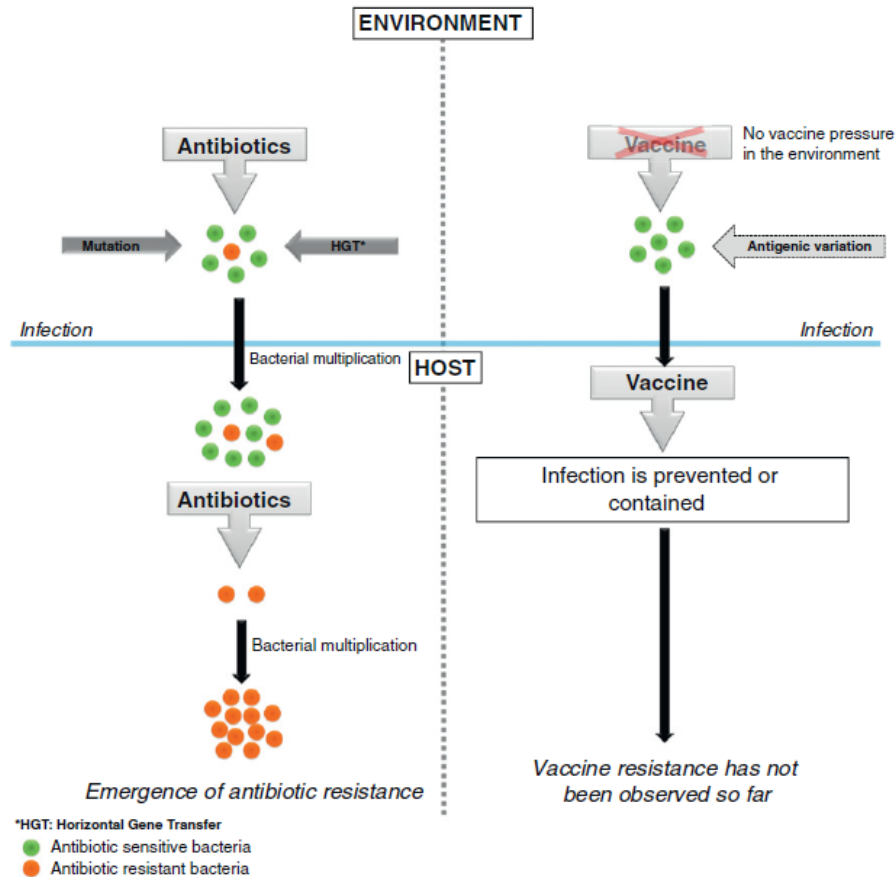 ENVIRONMENT
Antibiotics
Mutation
HGT*
Vaccine
No vaccine pressure
in the environment
Antigenic variation
Infection
Infection
Bacterial multiplication
HOST
Antibiotics
Bacterial multiplication
Emergence of antibiotic resistance
Vaccine
Infection is prevented or
contained
Vaccine resistance has not
been observed so far
*HGT: Horizontal Gene Transfer
Antibiotic sensitive bacteria
Antibiotic resistant bacteria